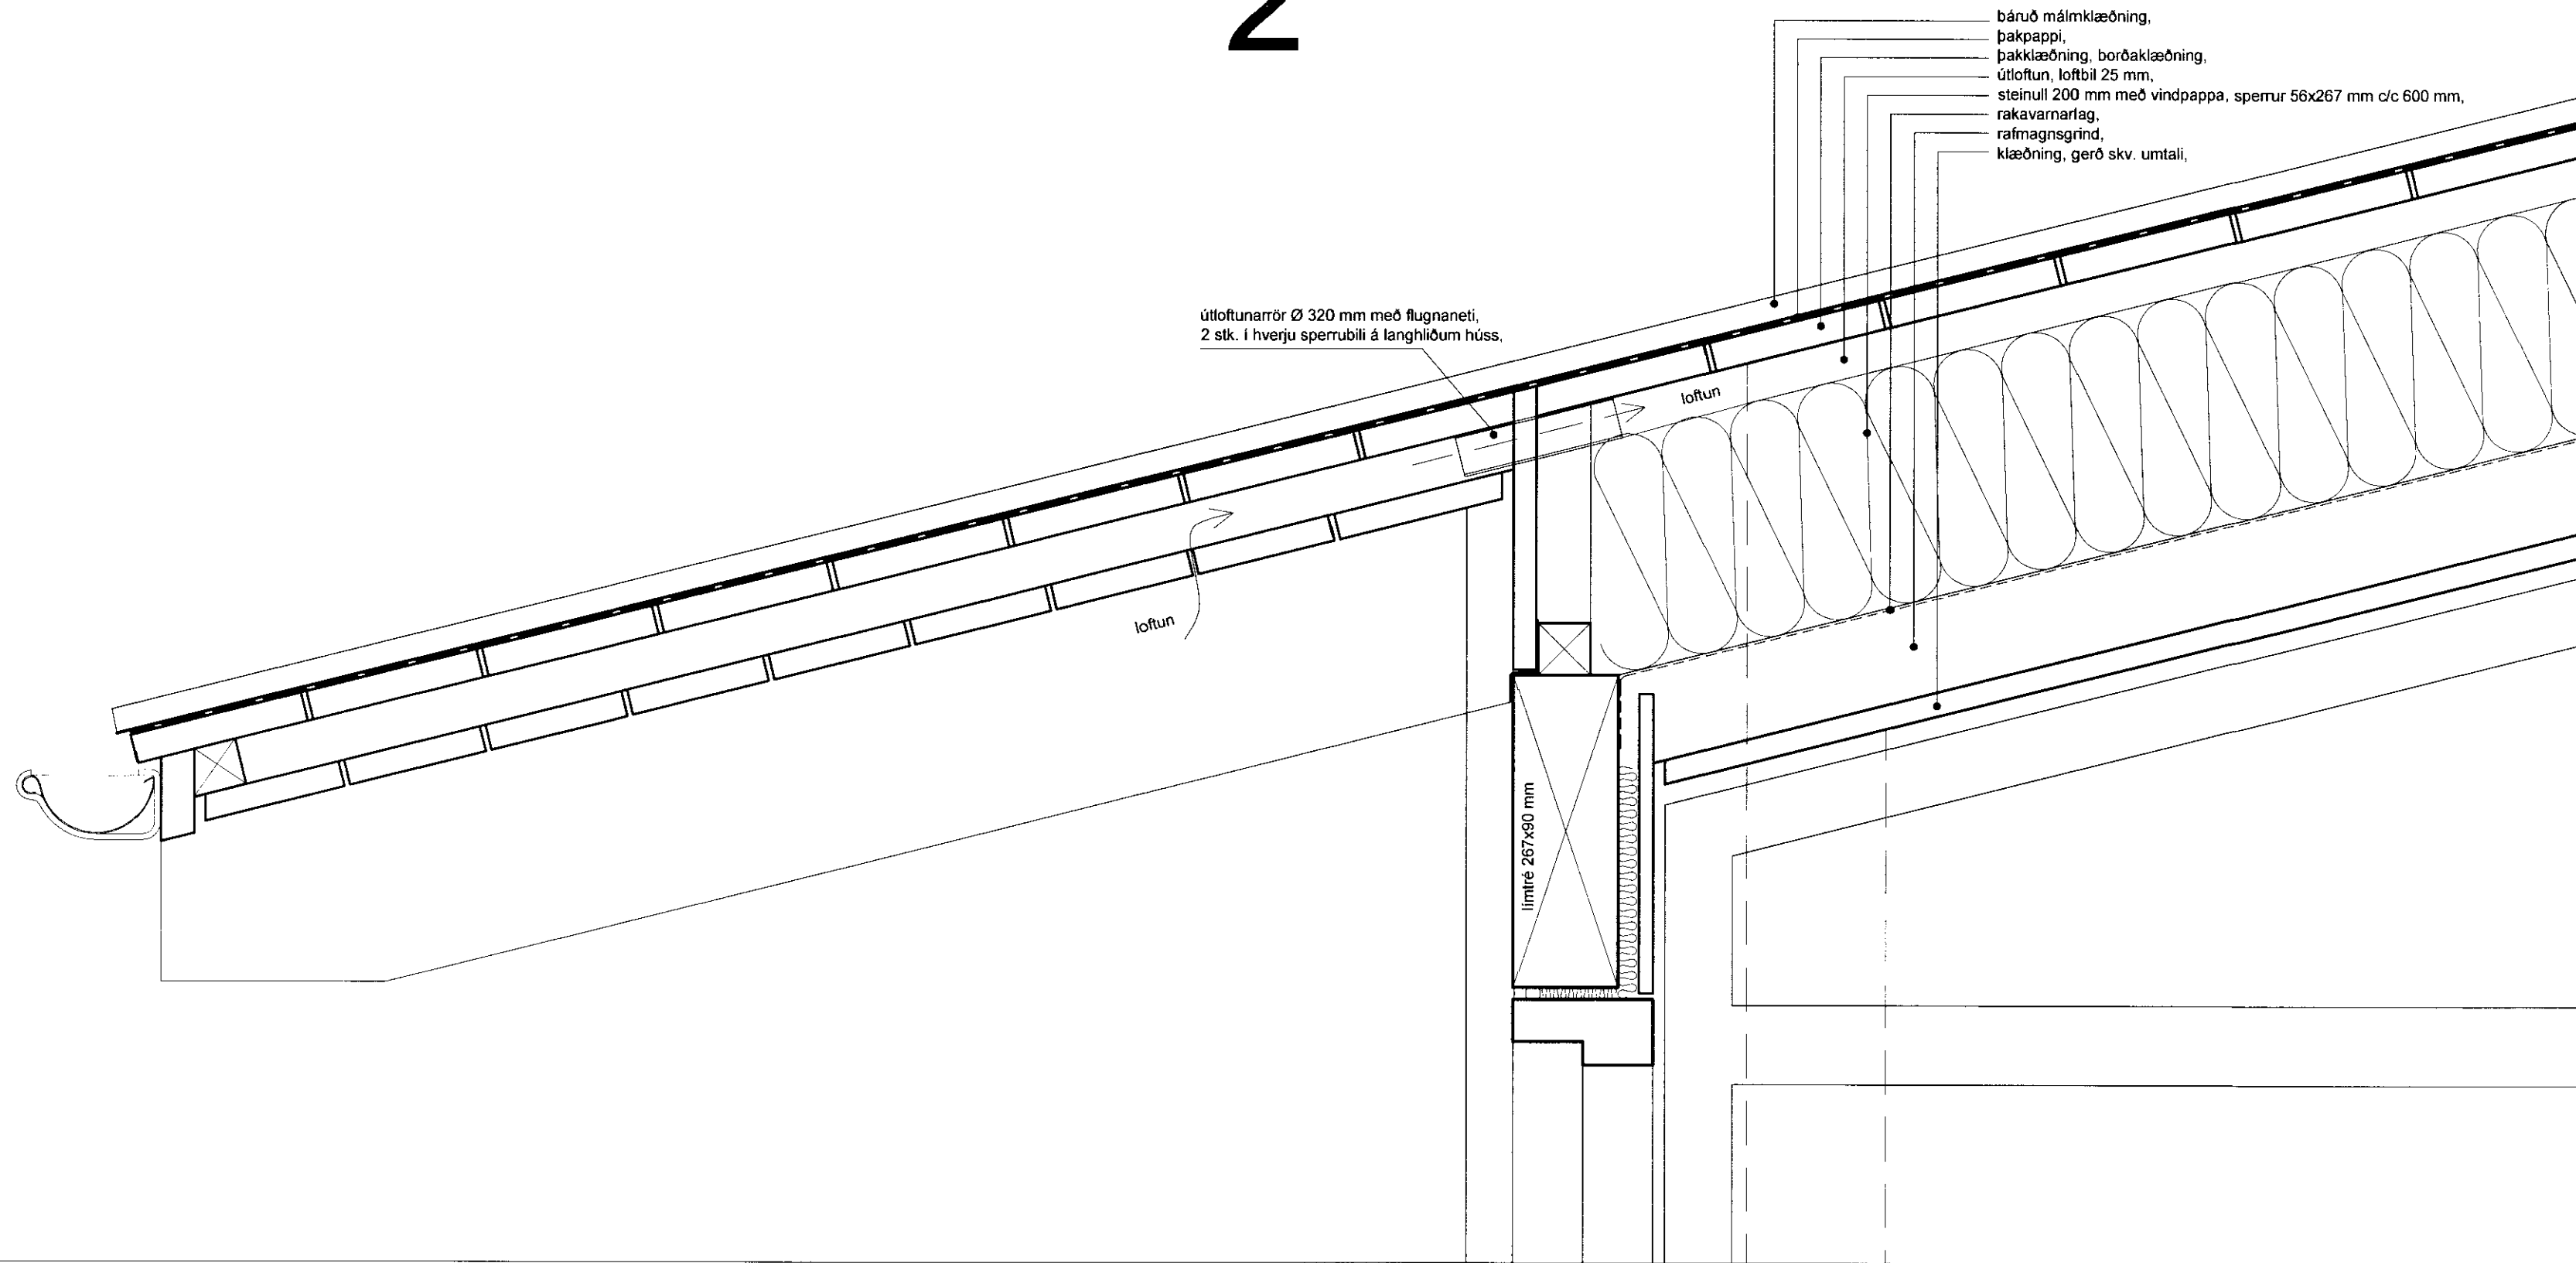 2
báruð málmklæðning,
þakpappi,
þakklæðning, borðaklæðning,
útloftun, loftbil 25 mm,
steinull 200 mm með vindpappa, sperrur 56x267 mm c/c 600 mm,
rakavarnarlag,
rafmagnsgrind,
klæðning, gerð skv. umtali,
útloftunarrör Ø 320 mm með flugnaneti,
2 stk. í hverju sperrubili á langhliðum húss,
loftun
loftun
límtré 267x90 mm